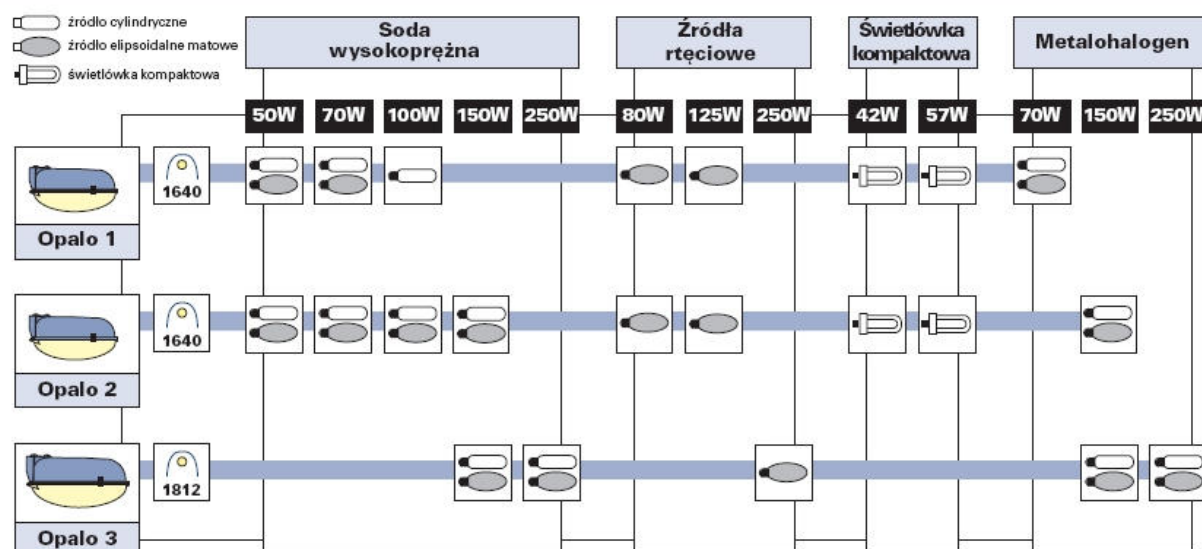 źródło cylindryczne
źródło elipsoidalne matowe
świetlówka kompaktowa
Soda
wysokoprężna
Źródła
rtęciowe
Świetlówka
kompaktowa
Metalohalogen
50W 70W 100W 150W 250W 80W 125W 250W 42W 57W 70W 150W 250W
1640
Opalo 1
1640
Opalo 2
1812
Opalo 3